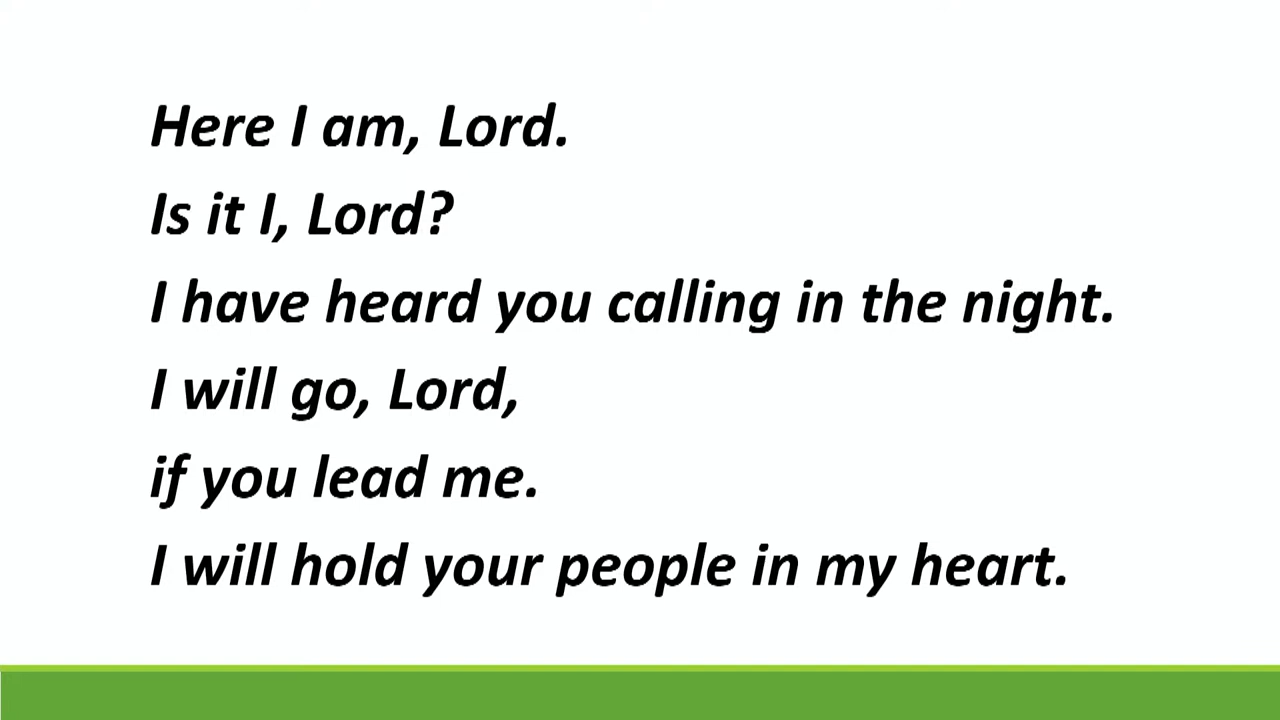 Here I am, Lord.
Is it I, Lord?
I have heard you calling in the night.
I will go, Lord,
if you lead me.
I will hold your people in my heart.